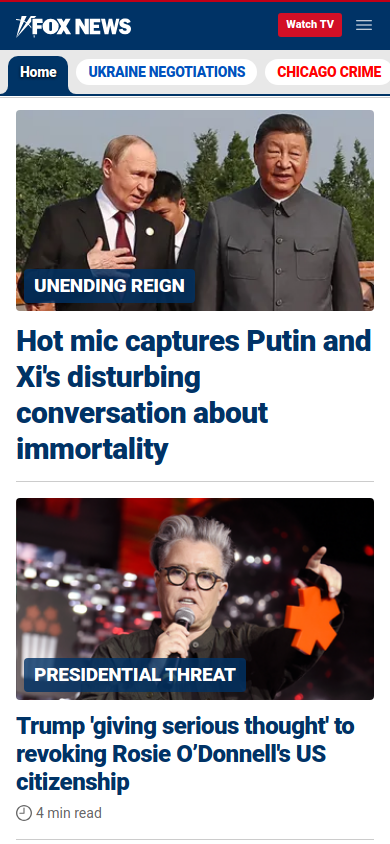 FOX NEWS
Watch TV
Home
UKRAINE NEGOTIATIONS
CHICAGO CRIME
UNENDING REIGN
Hot mic captures Putin and
Xi's disturbing
conversation about
immortality
PRESIDENTIAL THREAT
Trump 'giving serious thought' to
revoking Rosie O’Donnell's US
citizenship
4 min read